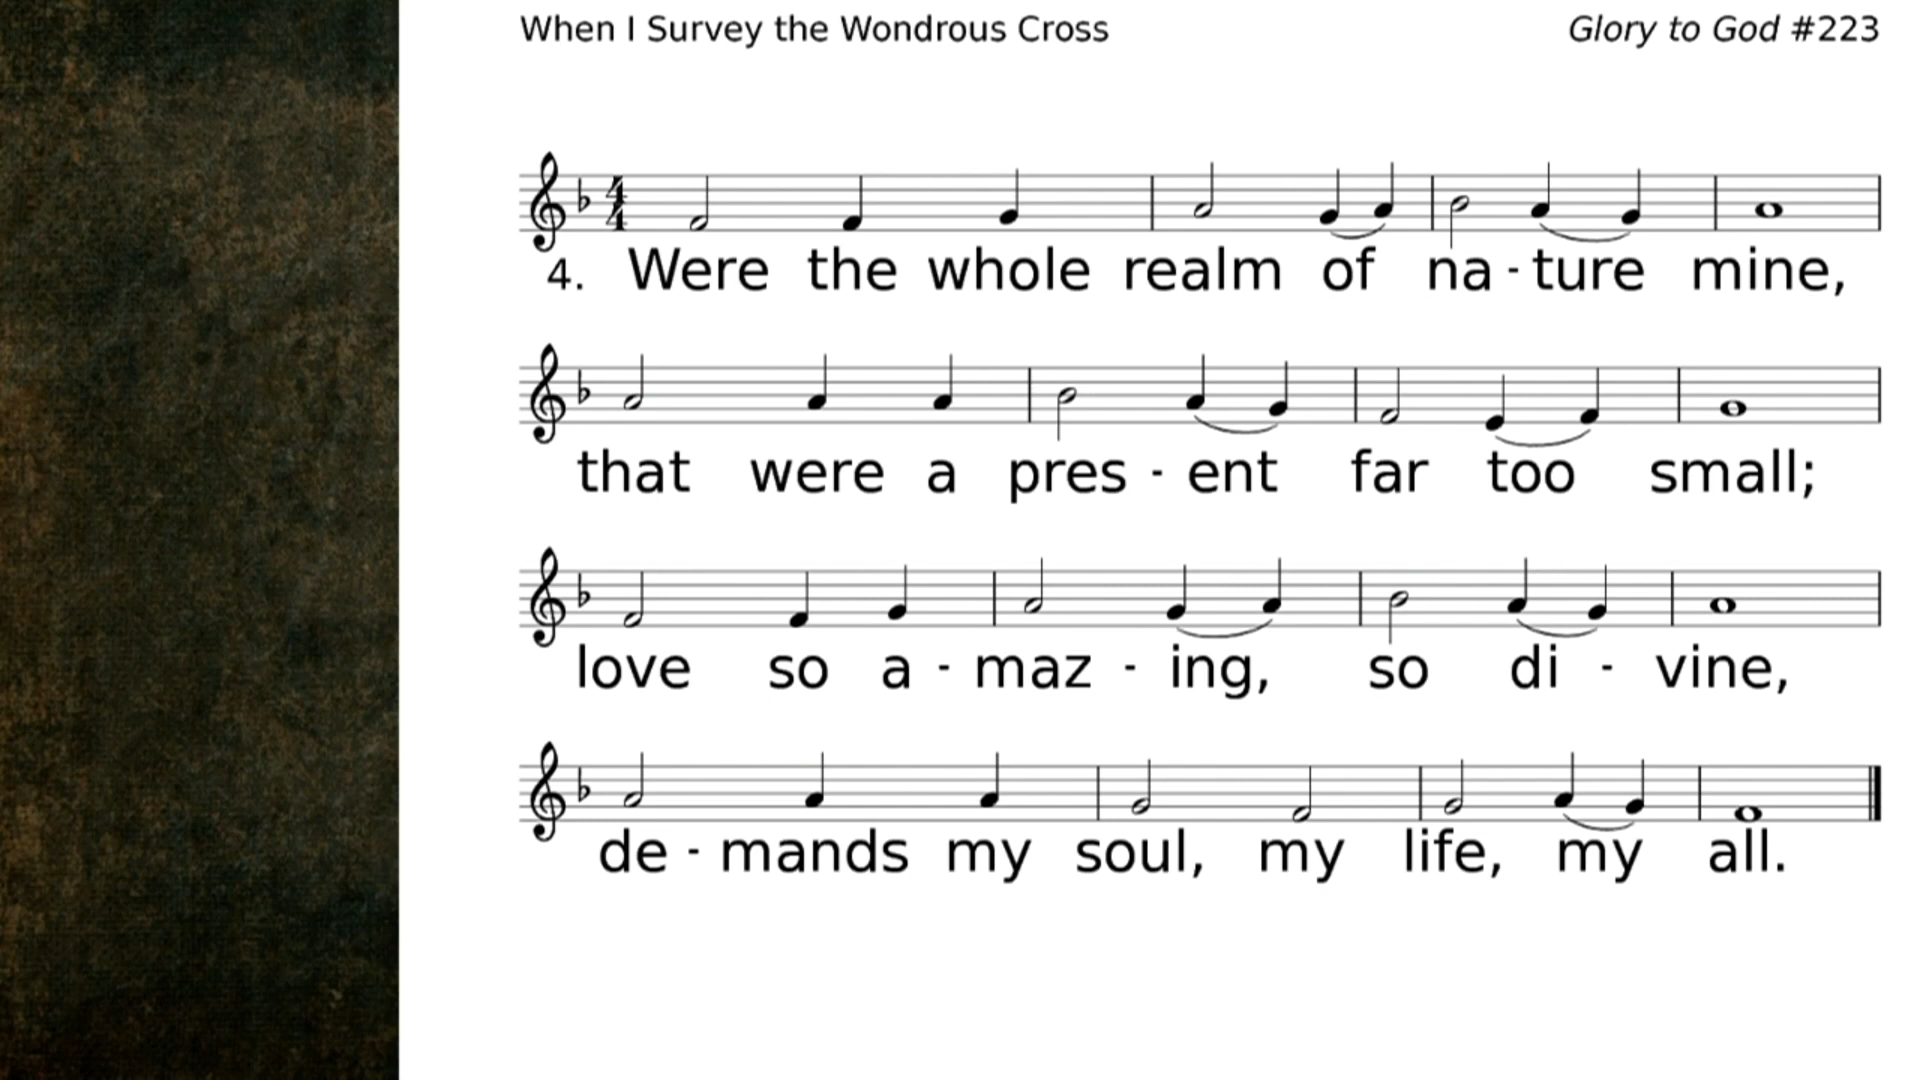 When I Survey the Wondrous Cross
Glory to God #223
4. Were the whole realm of na - ture mine,
that were a pres - ent far too small;
love so a - maz - ing, so di - vine,
de - mands my soul, my life, my all.